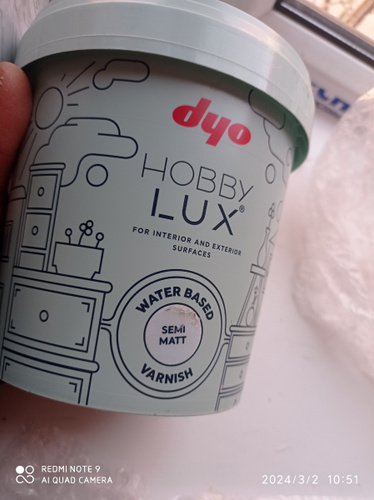 dyo
HOBBY
LUX®
FOR INTERIOR AND EXTERIOR
SURFACES
WATER BASED
SEMI
MATT
VARNISH
REDMI NOTE 9
AI QUAD CAMERA
2024/3/2 10:51